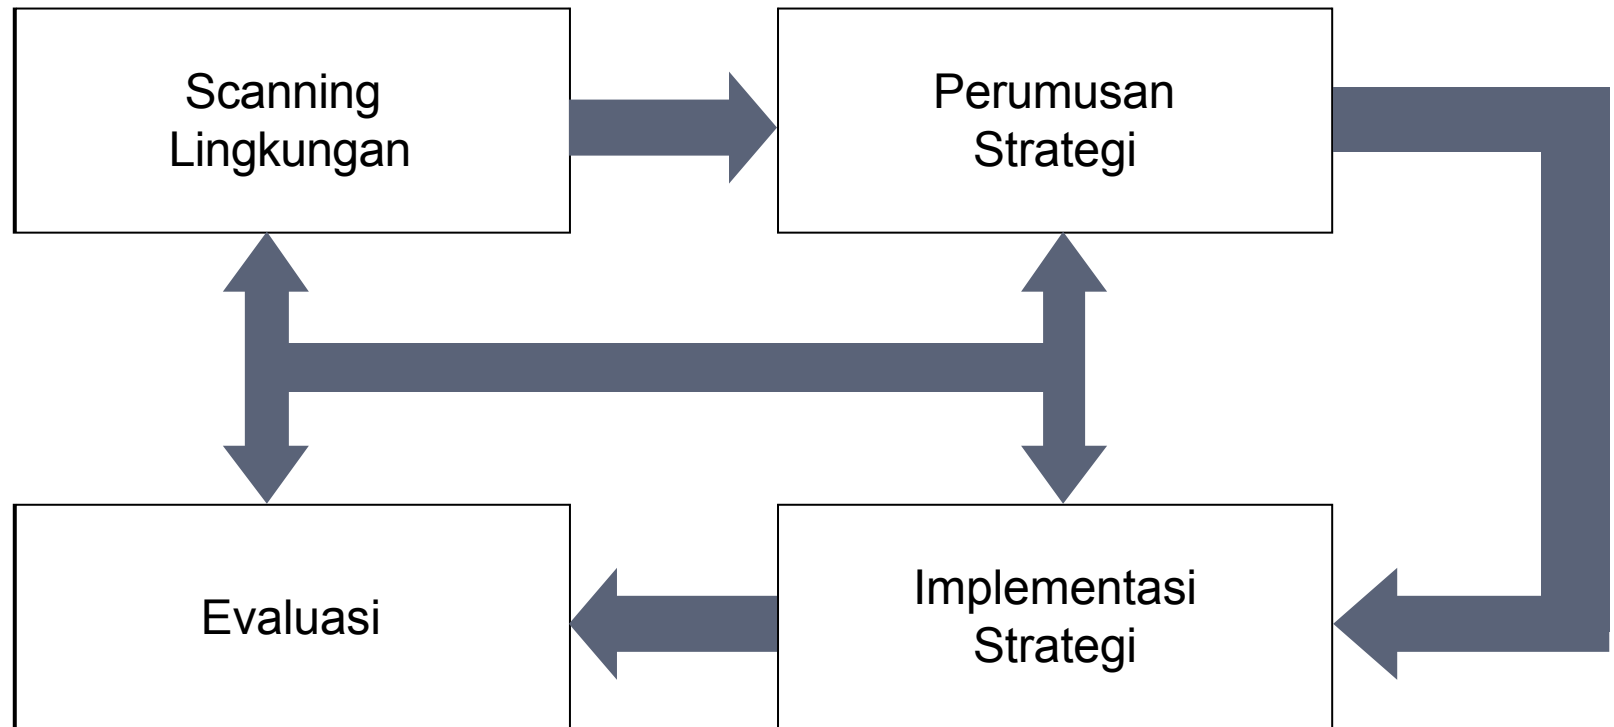 Scanning
Lingkungan
Perumusan
Strategi
Evaluasi
Implementasi
Strategi